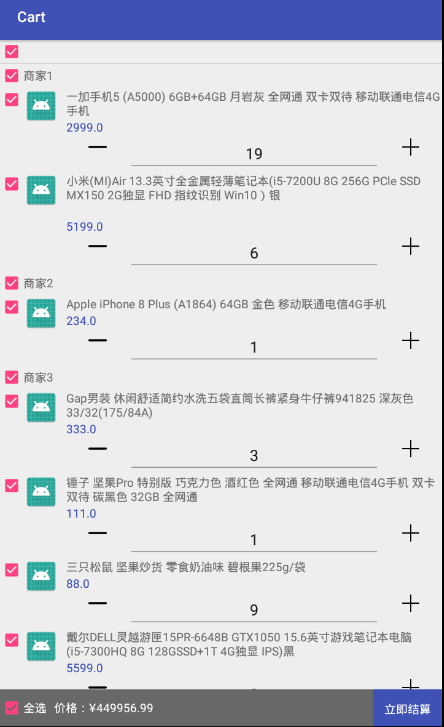 Cart
商家1
一加手机5 (A5000) 6GB+64GB 月岩灰 全网通 双卡双待 移动联通电信4G
手机
2999.0
19
小米(MI)Air 13.3英寸全金属轻薄笔记本(i5-7200U 8G 256G PCIe SSD
MX150 2G独显 FHD 指纹识别 Win10）银
5199.0
6
商家2
Apple iPhone 8 Plus (A1864) 64GB 金色 移动联通电信4G手机
234.0
1
商家3
Gap男装 休闲舒适简约水洗五袋直筒长裤紧身牛仔裤941825 深灰色
33/32(175/84A)
333.0
3
锤子 坚果Pro 特别版 巧克力色 酒红色 全网通 移动联通电信4G手机 双卡
双待 碳黑色 32GB 全网通
111.0
1
三只松鼠 坚果炒货 零食奶油味 碧根果225g/袋
88.0
9
戴尔DELL灵越游匣15PR-6648B GTX1050 15.6英寸游戏笔记本电脑
(i5-7300HQ 8G 128GSSD+1T 4G独显 IPS)黑
5599.0
全选 价格：¥449956.99
立即结算